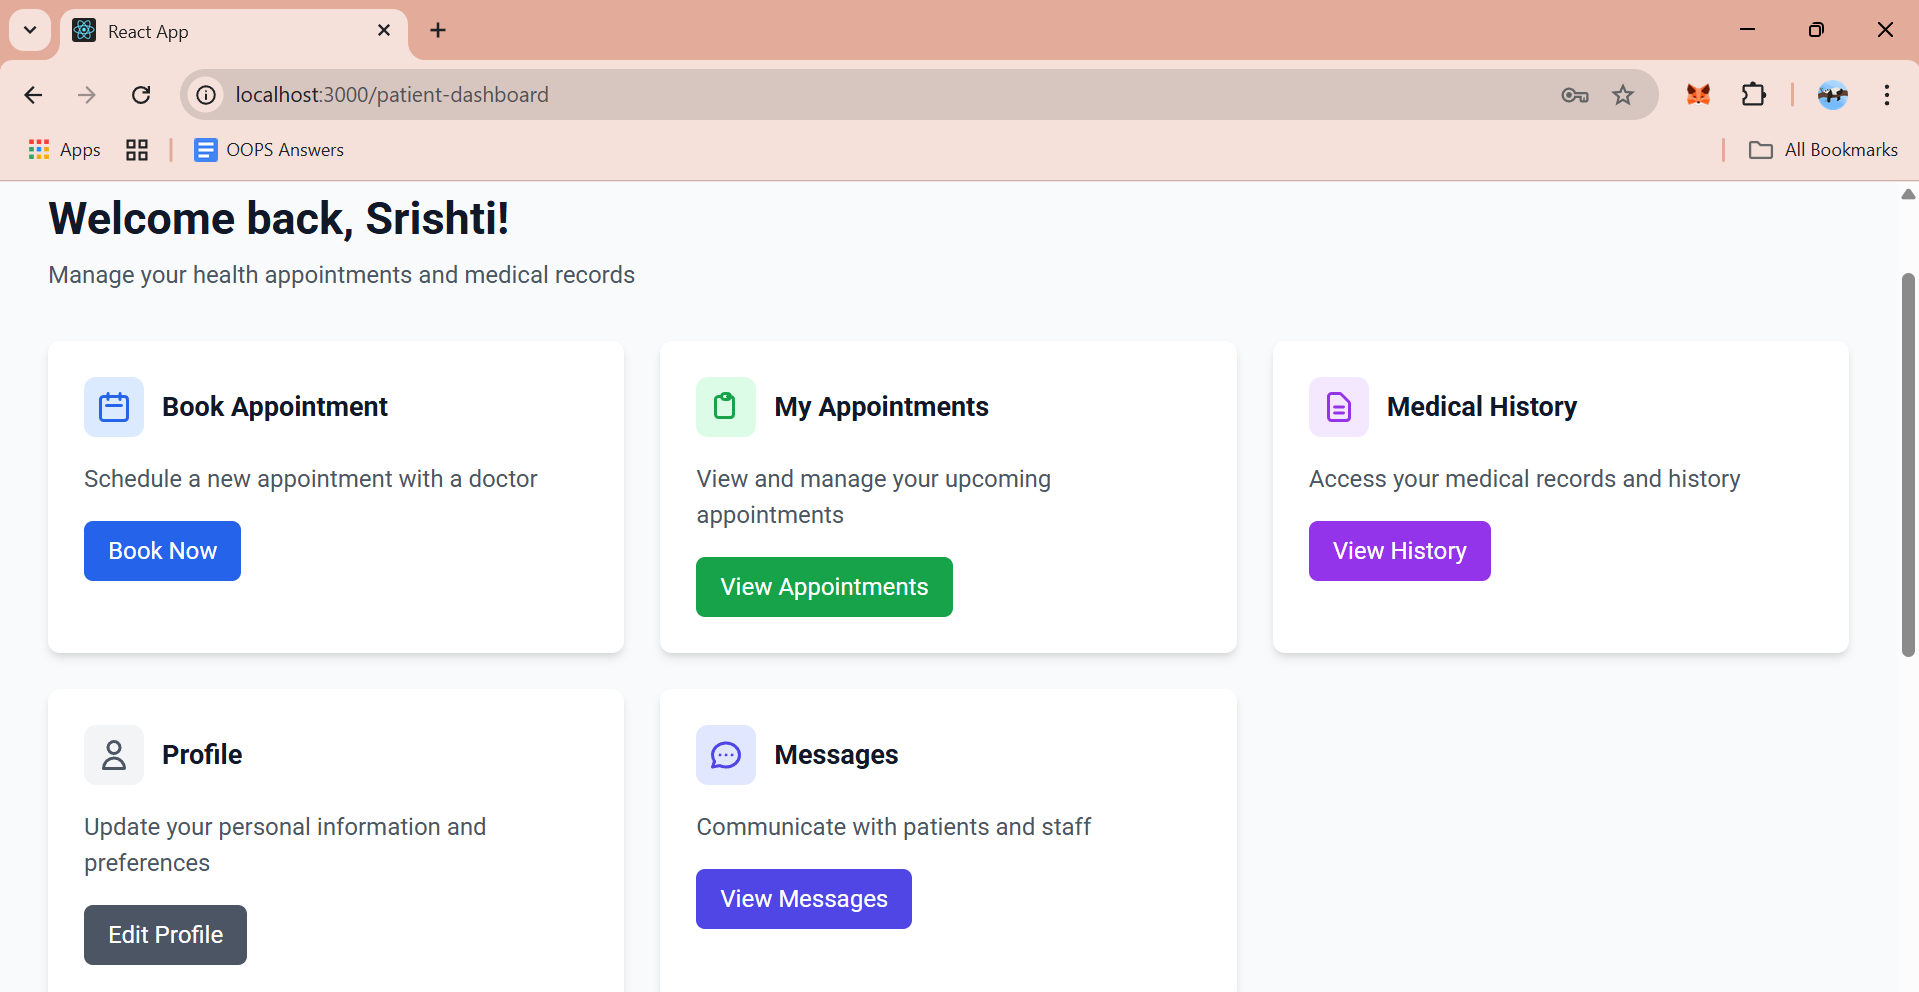 React App
localhost:3000/patient-dashboard
Apps
OOPS Answers
All Bookmarks
Welcome back, Srishti!
Manage your health appointments and medical records
Book Appointment
Schedule a new appointment with a doctor
Book Now
My Appointments
View and manage your upcoming
appointments
View Appointments
Medical History
Access your medical records and history
View History
Profile
Update your personal information and
preferences
Edit Profile
Messages
Communicate with patients and staff
View Messages